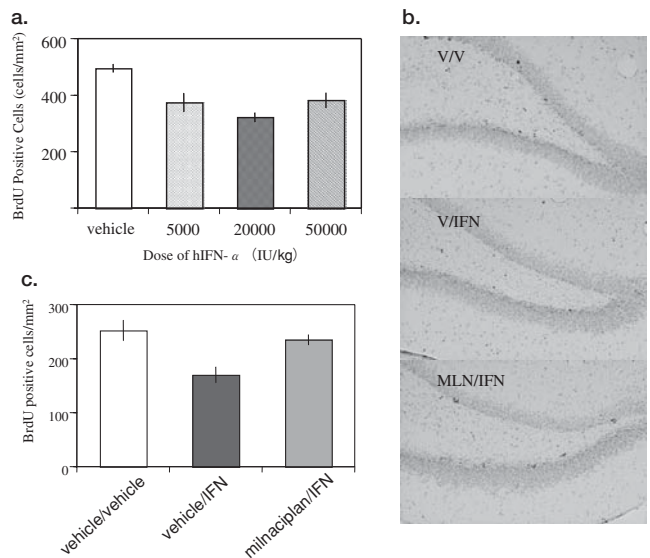 a.
600
400
200
0
BrdU Positive Cells (cells/mm²)
vehicle
5000
20000
50000
Dose of hIFN- α （IU/kg）
b.
V/V
V/IFN
MLN/IFN
c.
300
200
100
0
BrdU positive cells/mm²
vehicle/vehicle
vehicle/IFN
milnaciplan/IFN